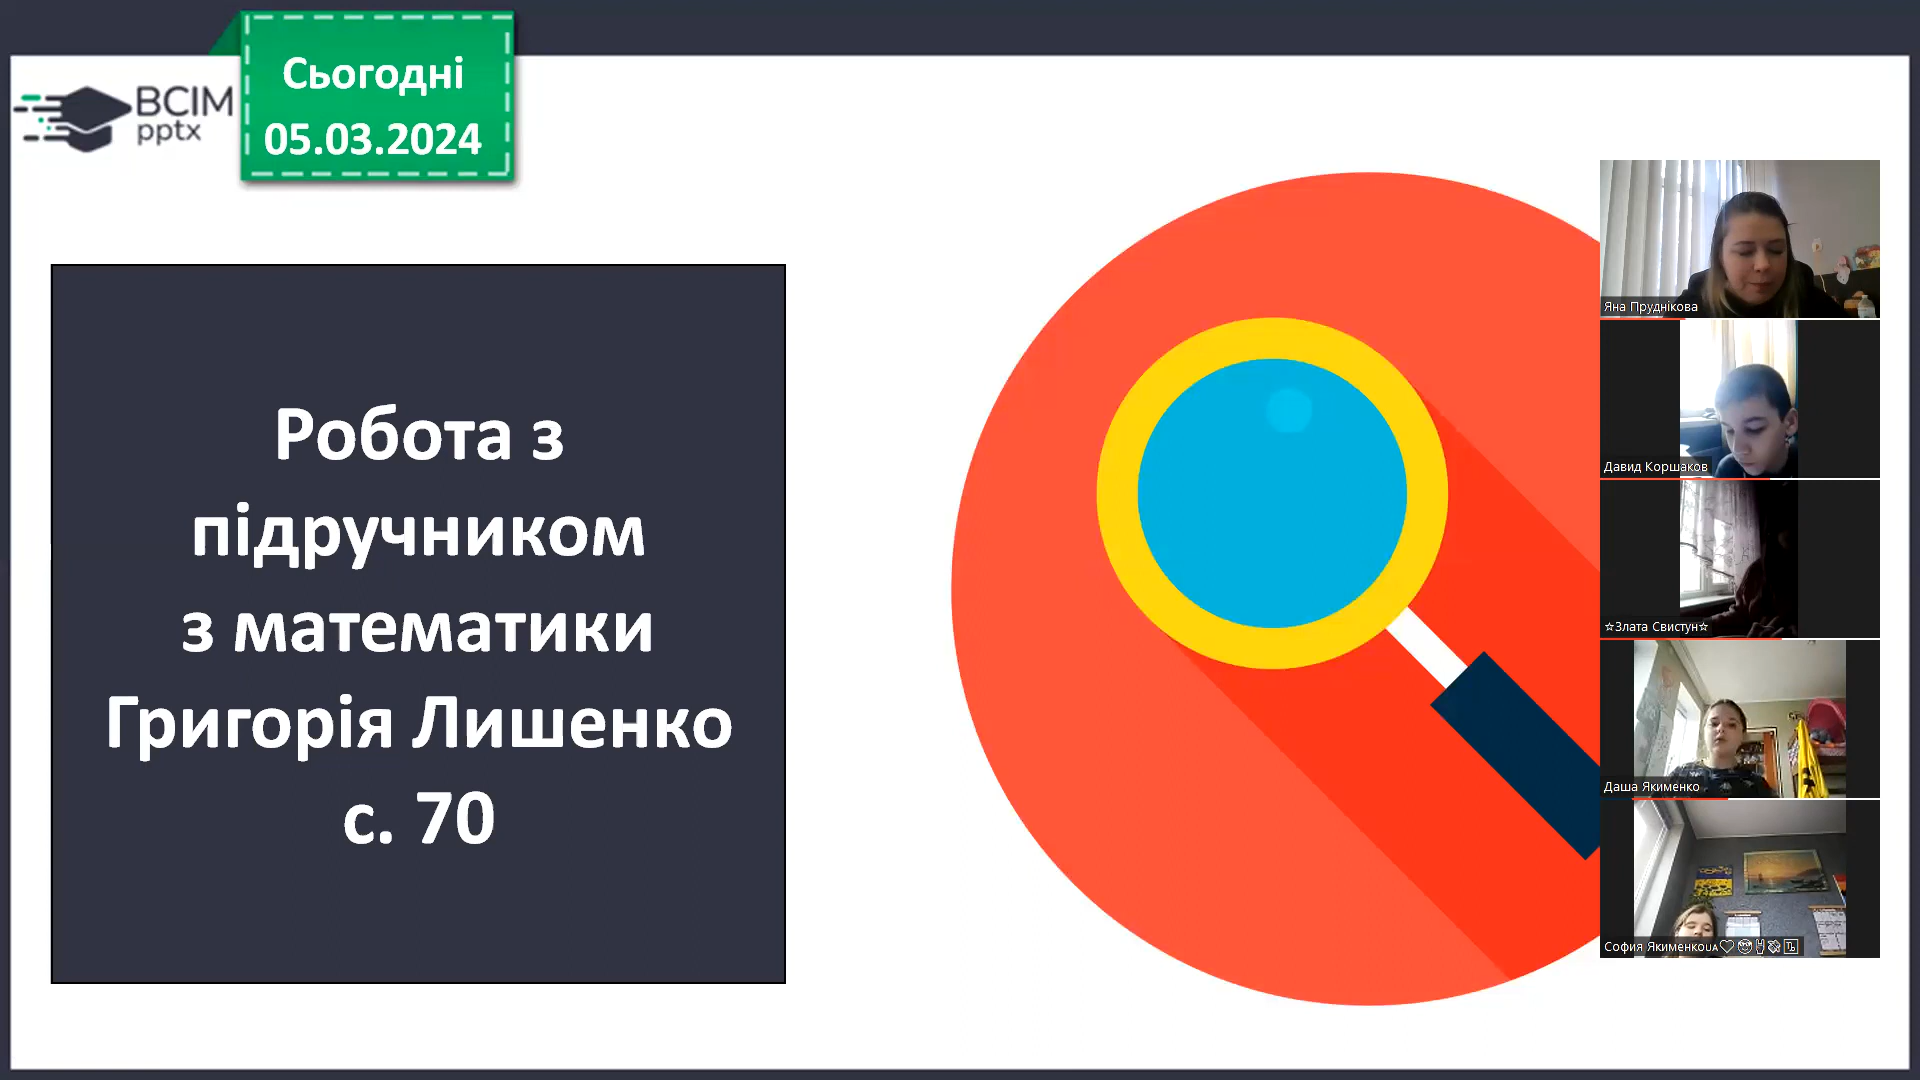 Сьогодні
05.03.2024
ВСІМ
pptx
Робота з
підручником
з математики
Григорія Лишенко
с. 70
Яна Пруднікова
Давид Коршаков
☆Злата Свистун☆
Даша Якименко
София Якименко